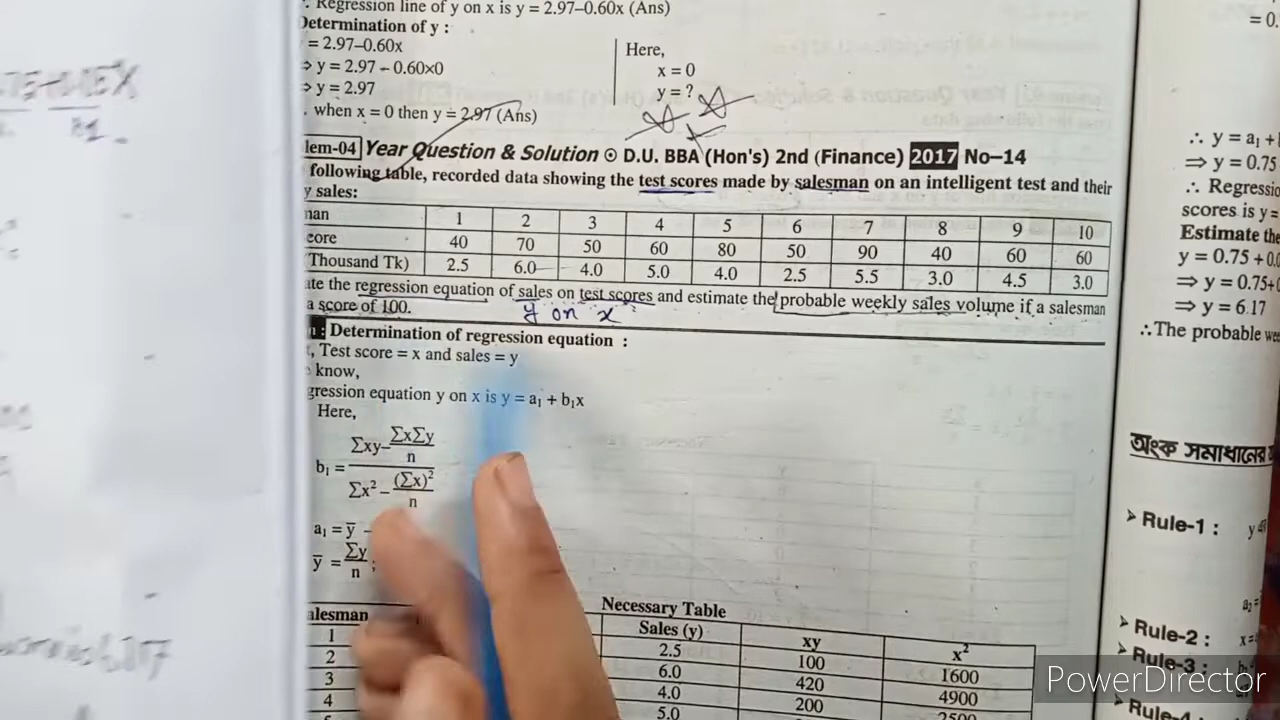 Regression line of y on x is y = 2.97–0.60x (Ans)
Determination of y :
= 2.97–0.60x
⇒ y = 2.97 – 0.60×0
⇒ y = 2.97
when x = 0 then y = 2.97 (Ans)
Here,
x = 0
y = ?
lem-04 Year Question & Solution ⊙ D.U. BBA (Hon's) 2nd (Finance) 2017 No–14
following table, recorded data showing the test scores made by salesman on an intelligent test and their
y sales:
man 1 2 3 4 5 6 7 8 9 10
core 40 70 50 60 80 50 90 40 60 60
Thousand Tk) 2.5 6.0 4.0 5.0 4.0 2.5 5.5 3.0 4.5 3.0
ate the regression equation of sales on test scores and estimate the probable weekly sales volume if a salesman
a score of 100.
y on x
n : Determination of regression equation :
, Test score = x and sales = y
know,
gression equation y on x is y = a₁ + b₁x
Here,
b₁ = (Σxy – ΣxΣy/n) / (Σx² – (Σx)²/n)
a₁ = ȳ –
ȳ = Σy/n ;
Necessary Table
alesman Sales (y) xy x²
1 2.5 100 1600
2 6.0 420 4900
3 4.0 200 2500
4 5.0
= 0.
∴ y = a₁ +
⇒ y = 0.75
∴ Regressio
scores is y =
Estimate the
y = 0.75 + 0.0
⇒ y = 0.75+
⇒ y = 6.17
∴ The probable wee
অংক সমাধানের
➤ Rule-1 : y
a₂ =
➤ Rule-2 : x =
➤ Rule-3 : b
➤ Rule-4
PowerDirector